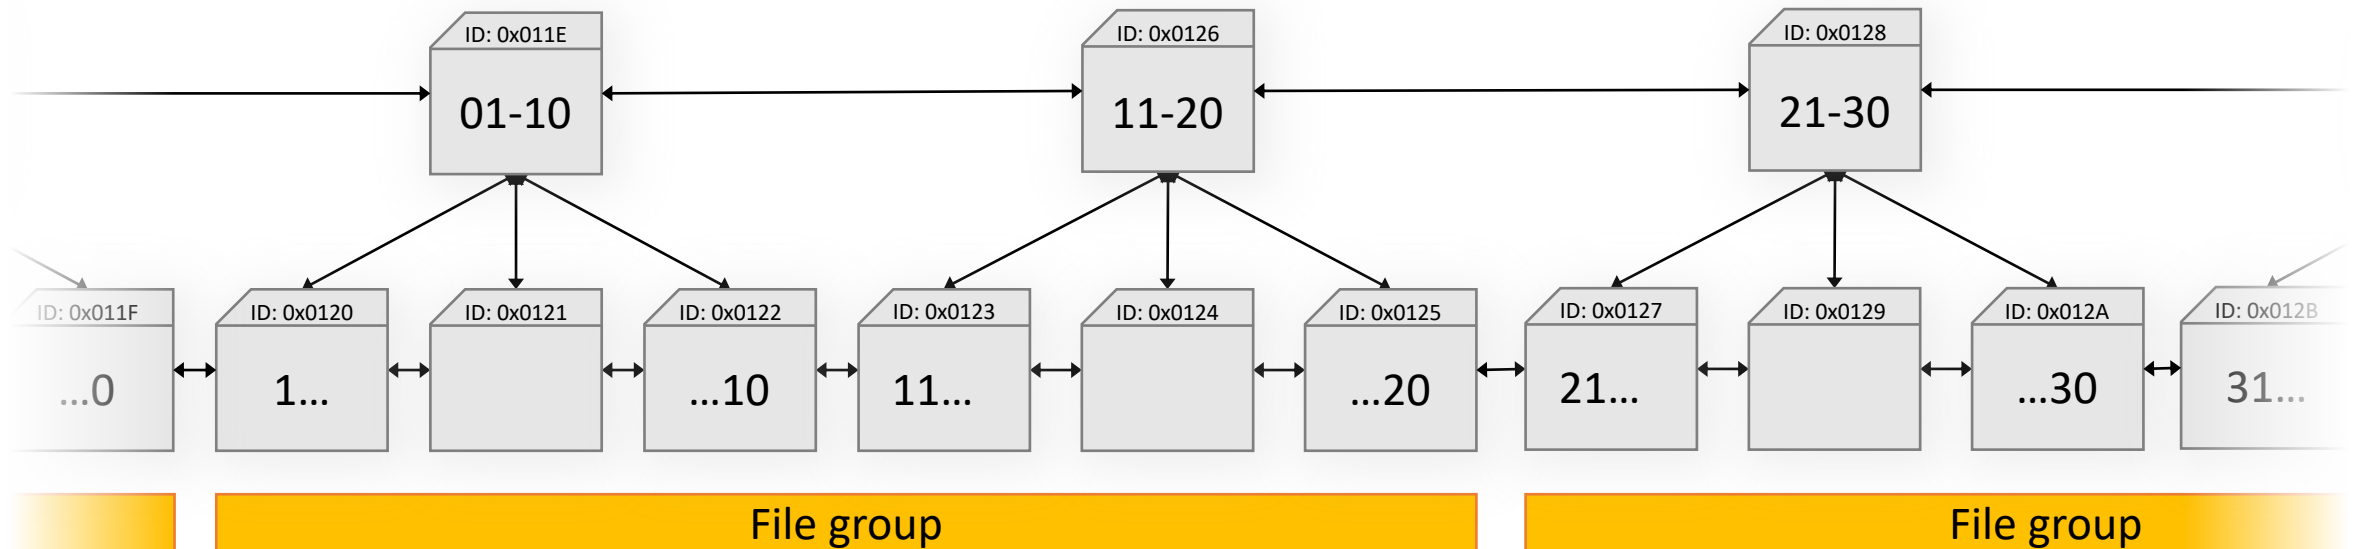 ID: 0x011E
01-10
ID: 0x0126
11-20
ID: 0x0128
21-30
ID: 0x011F
...0
ID: 0x0120
1...
ID: 0x0121
ID: 0x0122
...10
ID: 0x0123
11...
ID: 0x0124
ID: 0x0125
...20
ID: 0x0127
21...
ID: 0x0129
ID: 0x012A
...30
ID: 0x012B
31...
File group
File group